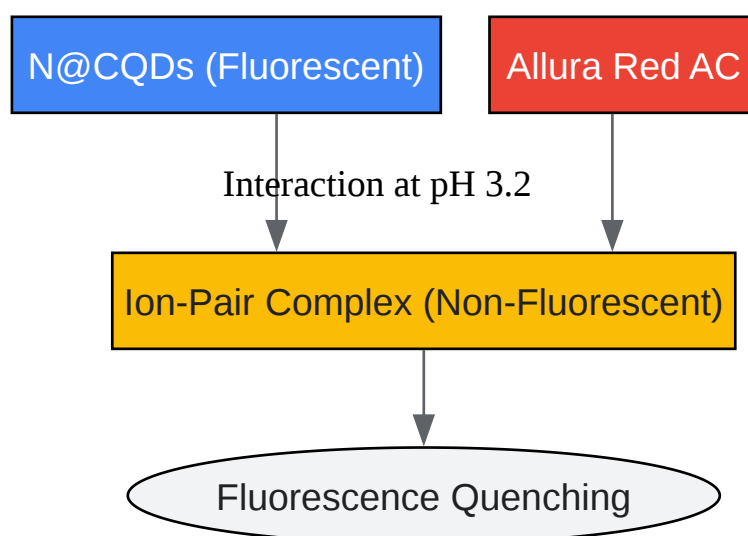 N@CQDs (Fluorescent)
Allura Red AC
Interaction at pH 3.2
Ion-Pair Complex (Non-Fluorescent)
Fluorescence Quenching